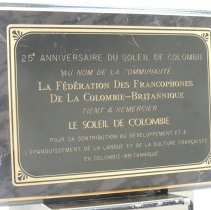 25e ANNIVERSAIRE DU SOLEIL DE COLOMBIE
AU NOM DE LA COMMUNAUTÉ
LA FÉDÉRATION DES FRANCOPHONES
DE LA COLOMBIE-BRITANNIQUE
TIENT À REMERCIER
LE SOLEIL DE COLOMBIE
POUR SA CONTRIBUTION AU DÉVELOPPEMENT ET À
L'ÉPANOUISSEMENT DE LA LANGUE ET DE LA CULTURE FRANÇAISES
EN COLOMBIE-BRITANNIQUE